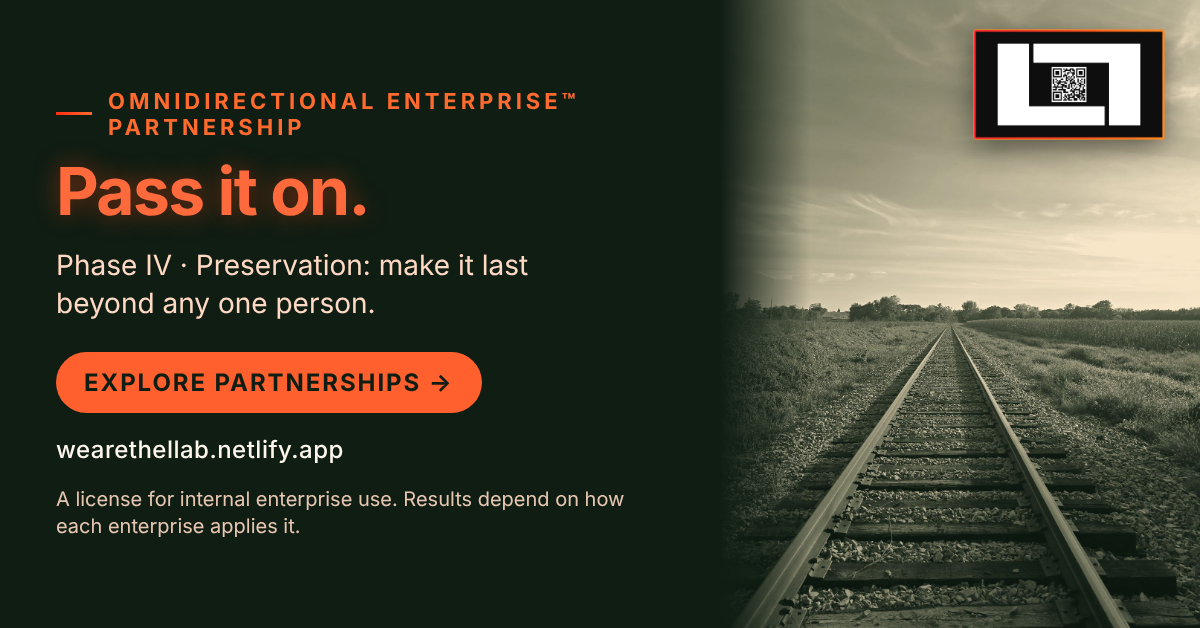 OMNIDIRECTIONAL ENTERPRISE™
PARTNERSHIP
Pass it on.
Phase IV · Preservation: make it last
beyond any one person.
EXPLORE PARTNERSHIPS →
wearethellab.netlify.app
A license for internal enterprise use. Results depend on how
each enterprise applies it.